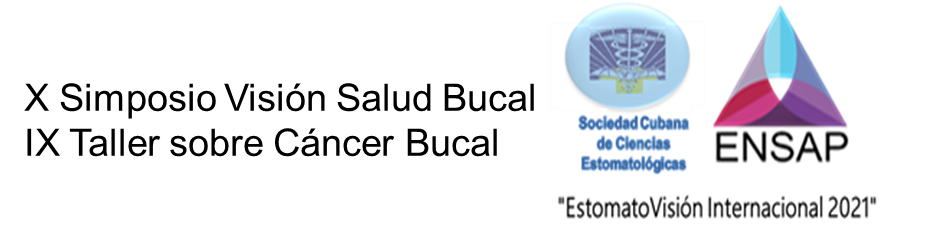 X Simposio Visión Salud Bucal
IX Taller sobre Cáncer Bucal
Sociedad Cubana
de Ciencias
Estomatológicas
ENSAP
"EstomatoVisión Internacional 2021"